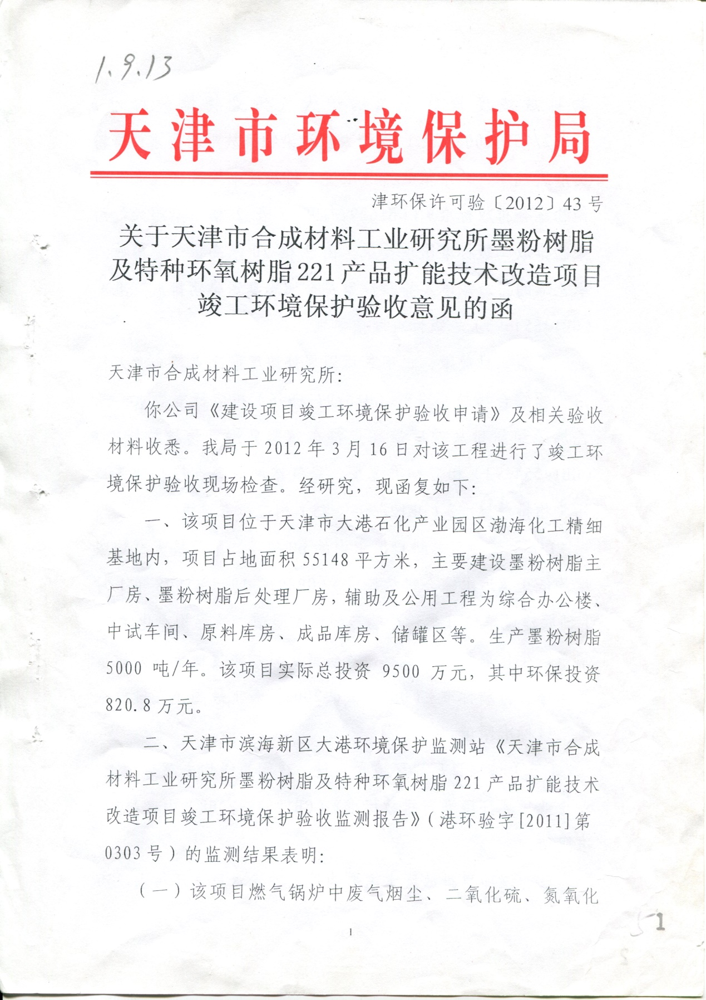 1.9.13
天津市环境保护局
津环保许可验〔2012〕43号
关于天津市合成材料工业研究所墨粉树脂
及特种环氧树脂221产品扩能技术改造项目
竣工环境保护验收意见的函
天津市合成材料工业研究所:
你公司《建设项目竣工环境保护验收申请》及相关验收
材料收悉。我局于2012年3月16日对该工程进行了竣工环
境保护验收现场检查。经研究，现函复如下:
一、该项目位于天津市大港石化产业园区渤海化工精细
基地内，项目占地面积55148平方米，主要建设墨粉树脂主
厂房、墨粉树脂后处理厂房，辅助及公用工程为综合办公楼、
中试车间、原料库房、成品库房、储罐区等。生产墨粉树脂
5000 吨/年。该项目实际总投资 9500 万元，其中环保投资
820.8万元。
二、天津市滨海新区大港环境保护监测站《天津市合成
材料工业研究所墨粉树脂及特种环氧树脂221产品扩能技术
改造项目竣工环境保护验收监测报告》(港环验字[2011]第
0303号)的监测结果表明:
(一)该项目燃气锅炉中废气烟尘、二氧化硫、氮氧化
1
1